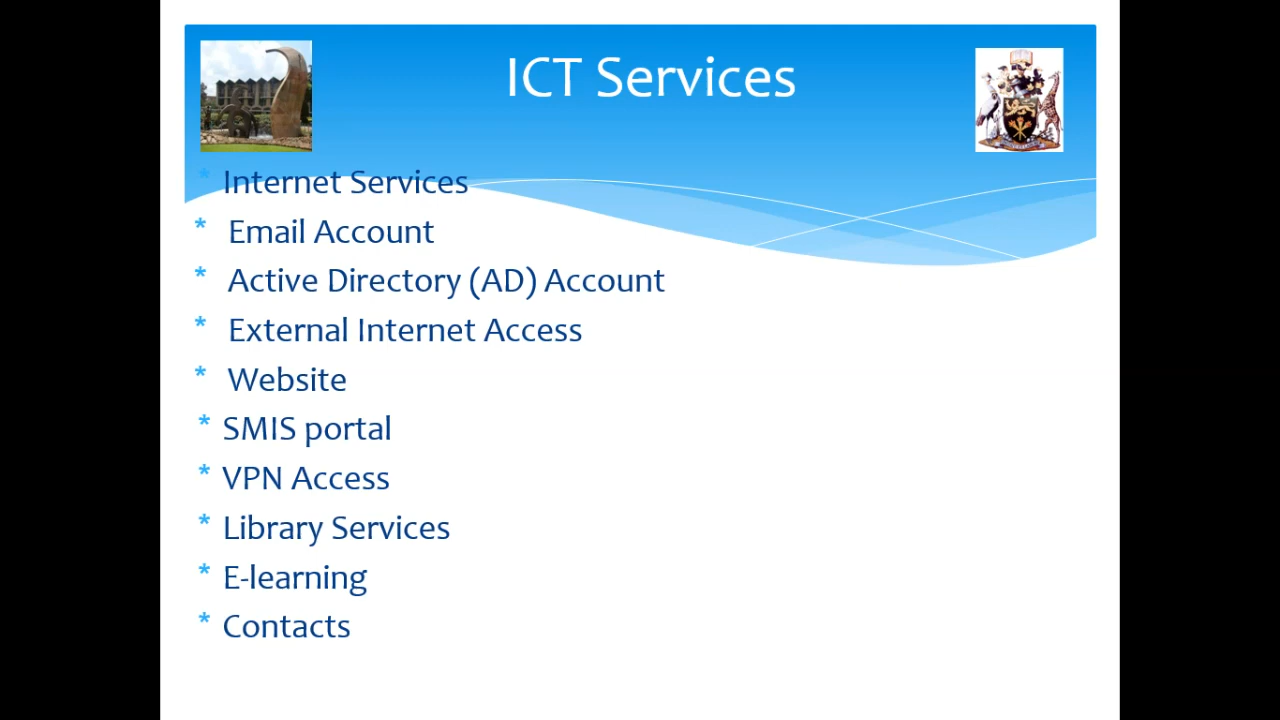 ICT Services
* Internet Services
* Email Account
* Active Directory (AD) Account
* External Internet Access
* Website
* SMIS portal
* VPN Access
* Library Services
* E-learning
* Contacts